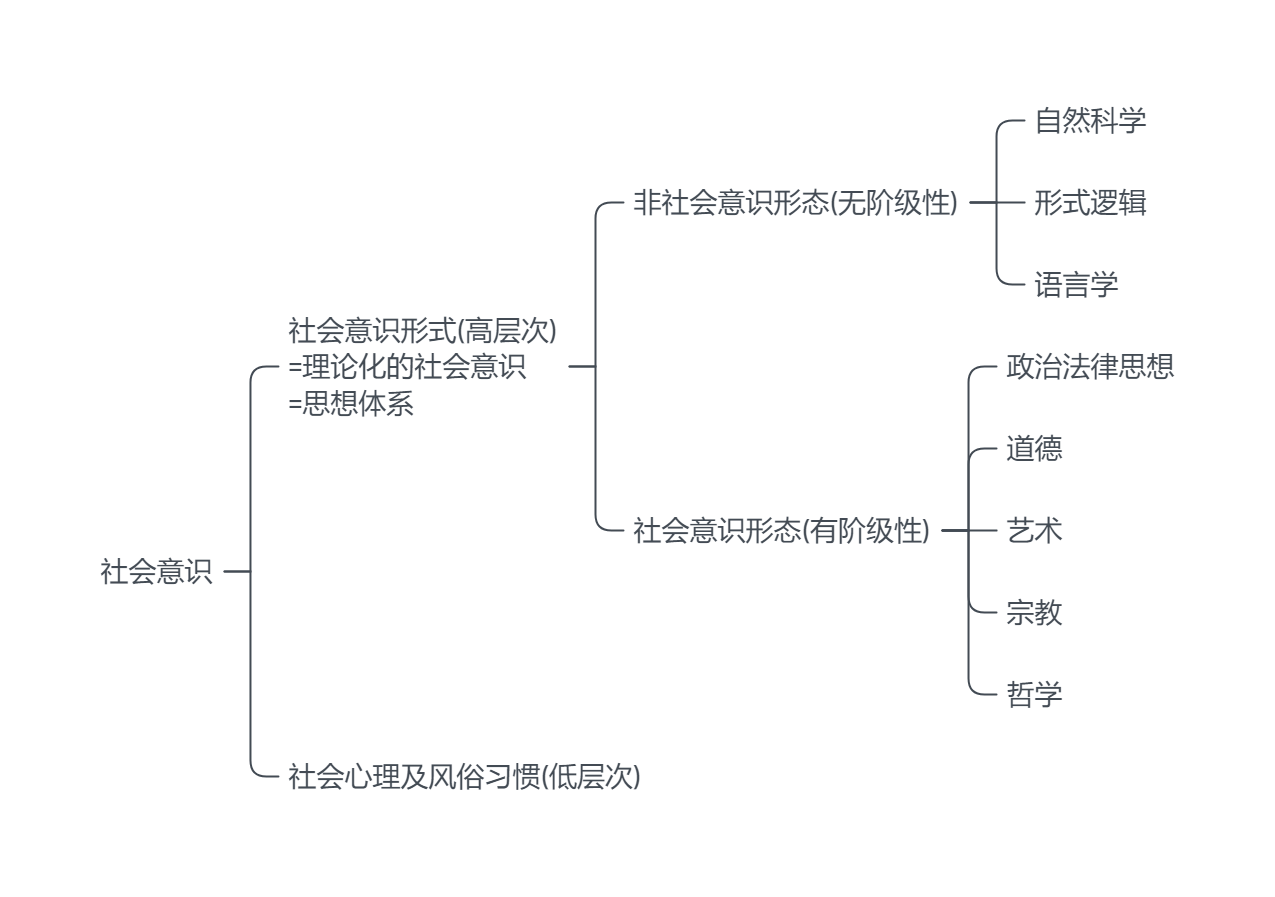 自然科学
非社会意识形态(无阶级性)
形式逻辑
语言学
社会意识形式(高层次)
=理论化的社会意识
=思想体系
政治法律思想
道德
社会意识形态(有阶级性)
艺术
社会意识
宗教
哲学
社会心理及风俗习惯(低层次)